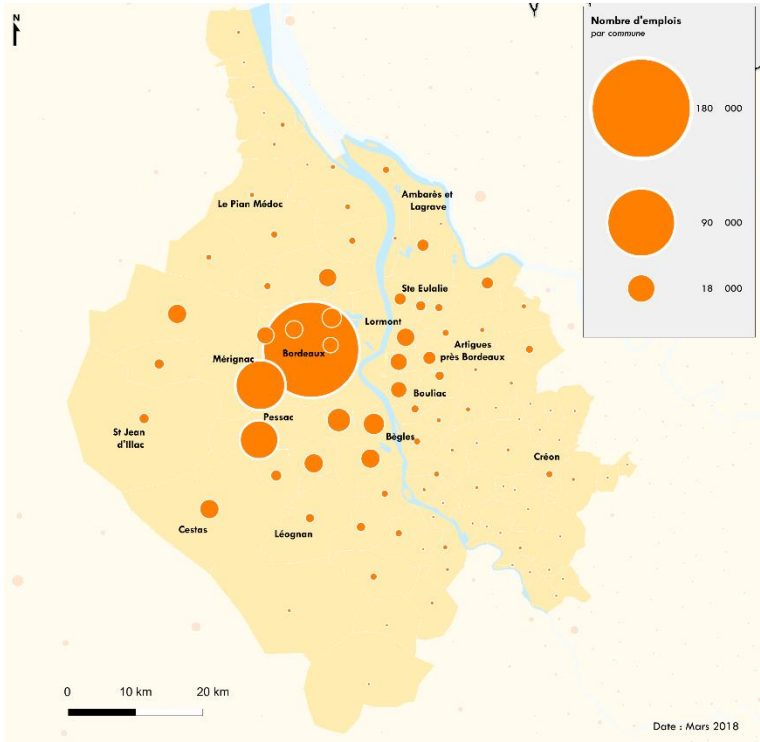 N
Nombre d'emplois
par commune
180 000
90 000
18 000
Ambarès et
Lagrave
Le Pian Médoc
Ste Eulalie
Lormont
Artigues
près Bordeaux
Bordeaux
Mérignac
Bouliac
Pessac
St Jean
d'Illac
Bègles
Créon
Cestas
Léognan
0 10 km 20 km
Date : Mars 2018